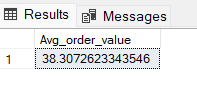 Results Messages
Avg_order_value
1 38.3072623343546